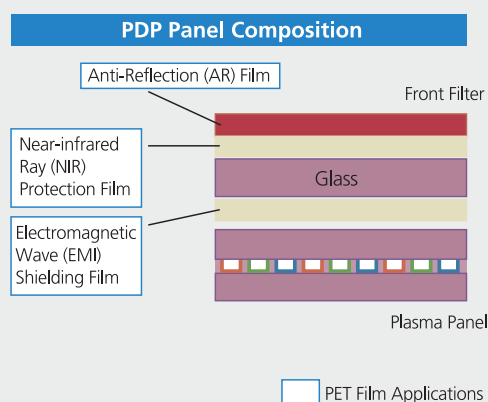 PDP Panel Composition
Anti-Reflection (AR) Film
Front Filter
Near-infrared
Ray (NIR)
Protection Film
Glass
Electromagnetic
Wave (EMI)
Shielding Film
Plasma Panel
PET Film Applications